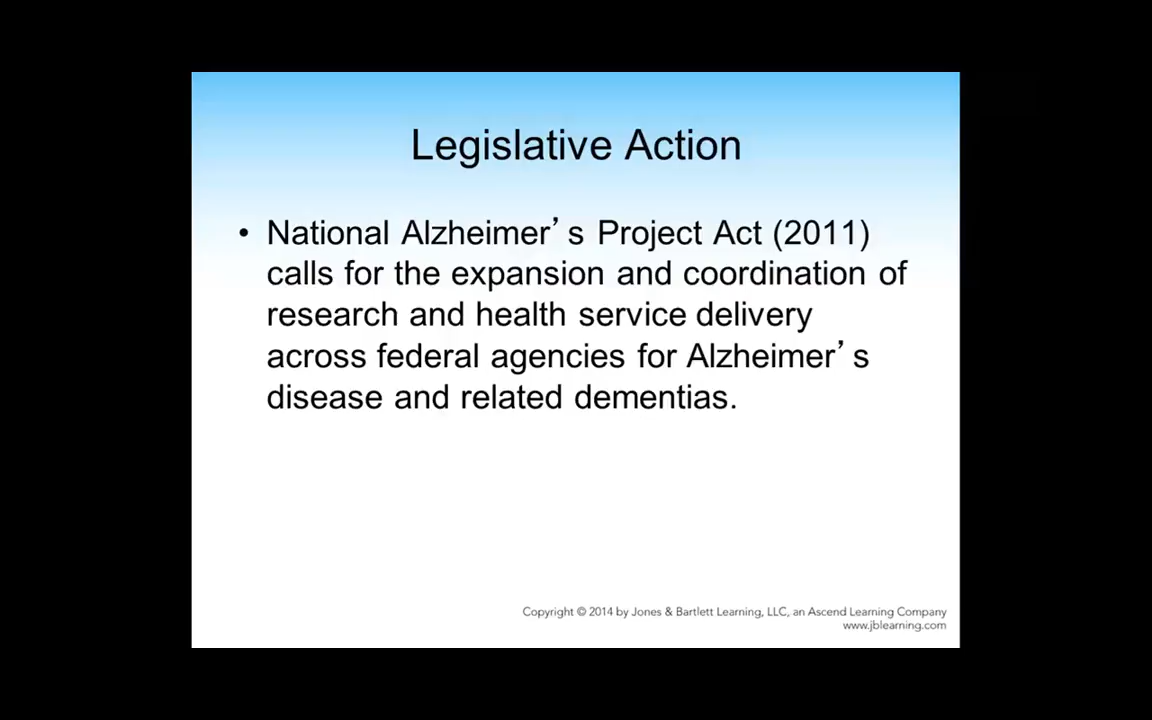 Legislative Action
• National Alzheimer’s Project Act (2011)
calls for the expansion and coordination of
research and health service delivery
across federal agencies for Alzheimer’s
disease and related dementias.
Copyright © 2014 by Jones & Bartlett Learning, LLC, an Ascend Learning Company
www.jblearning.com